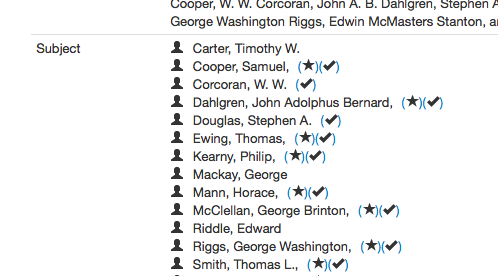 Cooper, W. W. Corcoran, John A. B. Dahlgren, Stephen A
George Washington Riggs, Edwin McMasters Stanton, an
Subject
Carter, Timothy W.
Cooper, Samuel, (★)(✔)
Corcoran, W. W. (✔)
Dahlgren, John Adolphus Bernard, (★)(✔)
Douglas, Stephen A. (✔)
Ewing, Thomas, (★)(✔)
Kearny, Philip, (★)(✔)
Mackay, George
Mann, Horace, (★)(✔)
McClellan, George Brinton, (★)(✔)
Riddle, Edward
Riggs, George Washington, (★)(✔)
Smith, Thomas L., (★)(✔)